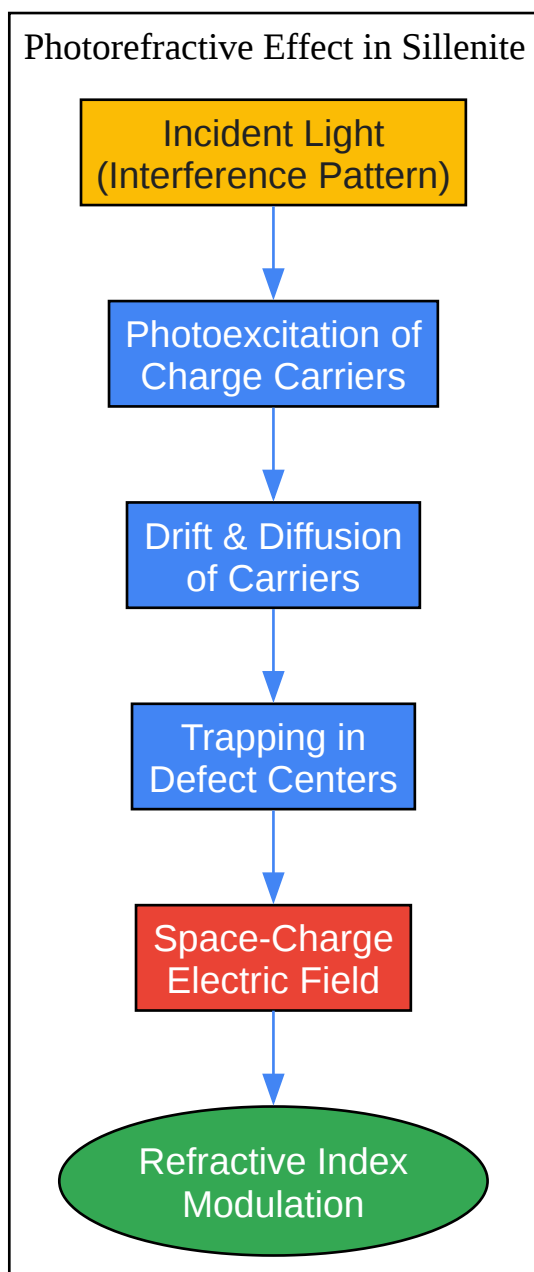 Photorefractive Effect in Sillenite
Incident Light
(Interference Pattern)
Photoexcitation of
Charge Carriers
Drift & Diffusion
of Carriers
Trapping in
Defect Centers
Space-Charge
Electric Field
Refractive Index
Modulation